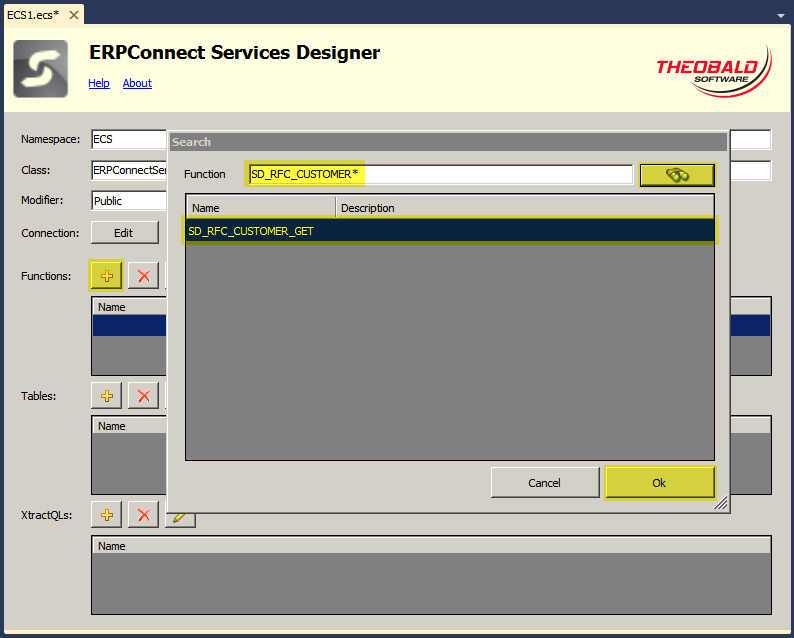 ECS1.ecs*
ERPConnect Services Designer
Help About
THEOBALD
SOFTWARE
Namespace: ECS
Search
Class: ERPConnectSer
Function SD_RFC_CUSTOMER*
Modifier: Public
Name Description
Connection: Edit
SD_RFC_CUSTOMER_GET
Functions:
Name
Tables:
Name
Cancel Ok
XtractQLs:
Name